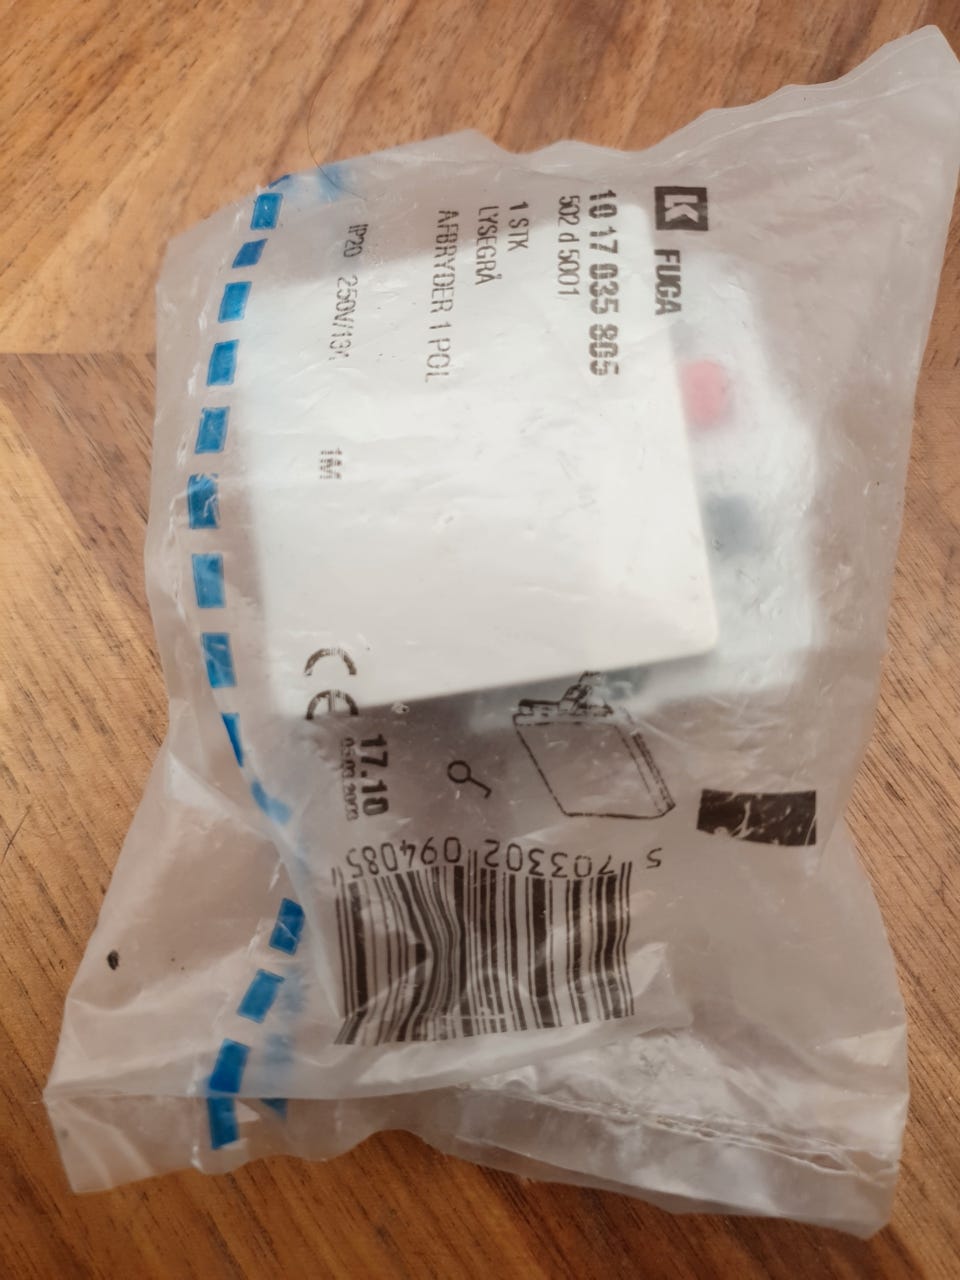 K FUGA
10 17 035 805
502 d 5001
1 STK
LYSEGRÅ
AFBRYDER 1 POL
IP20 250V/
1M
CE
17.10
5 703302 094085